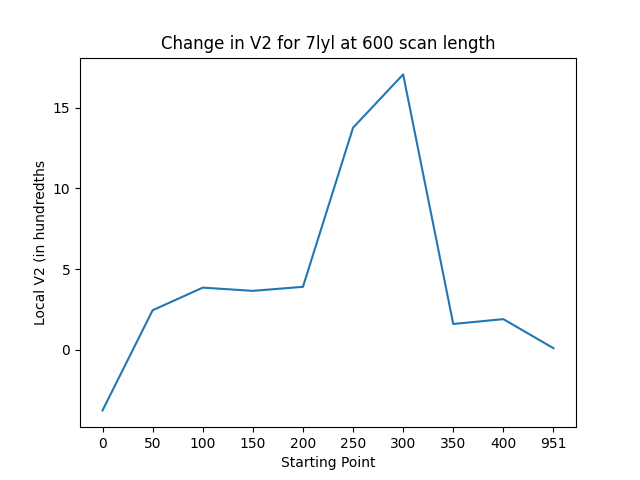 Change in V2 for 7lyl at 600 scan length
Local V2 (in hundredths
15
10
5
0
0 50 100 150 200 250 300 350 400 951
Starting Point